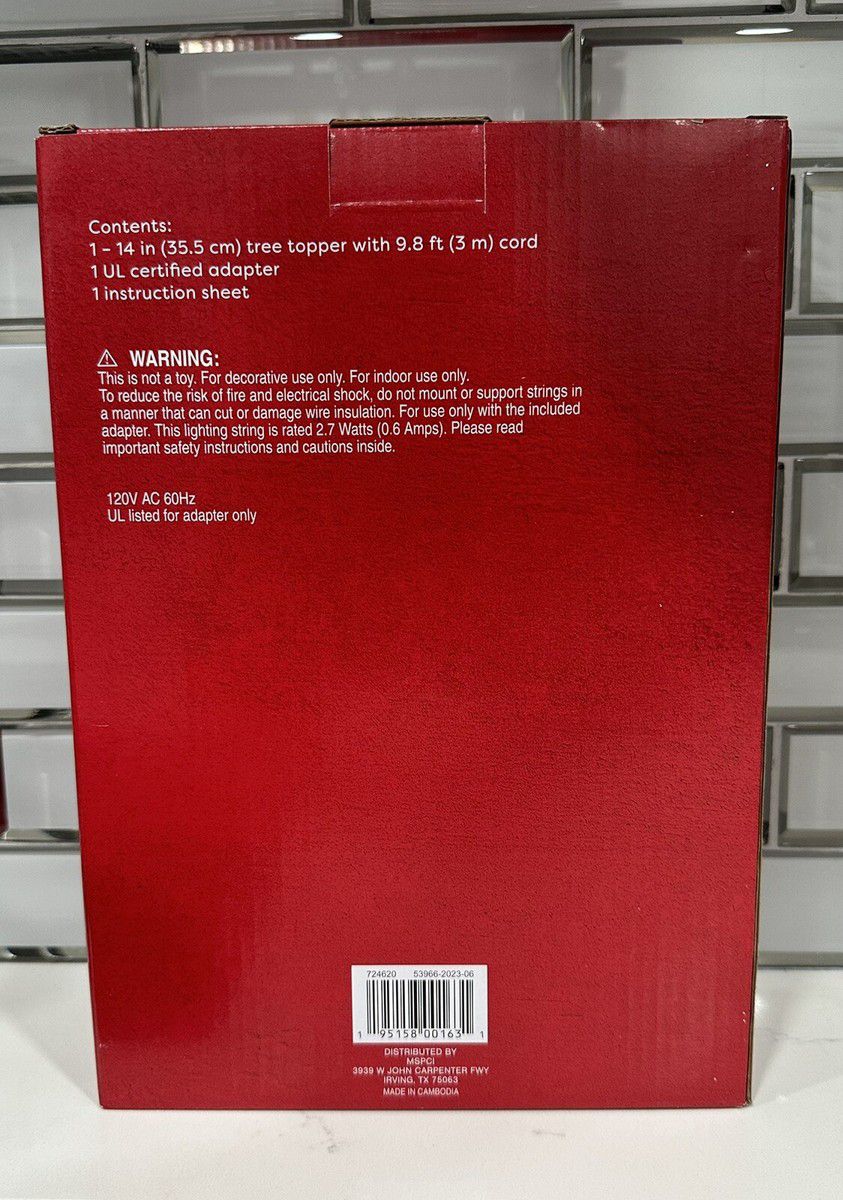 Contents:
1 – 14 in (35.5 cm) tree topper with 9.8 ft (3 m) cord
1 UL certified adapter
1 instruction sheet
⚠ WARNING:
This is not a toy. For decorative use only. For indoor use only.
To reduce the risk of fire and electrical shock, do not mount or support strings in
a manner that can cut or damage wire insulation. For use only with the included
adapter. This lighting string is rated 2.7 Watts (0.6 Amps). Please read
important safety instructions and cautions inside.
120V AC 60Hz
UL listed for adapter only
724620 53966-2023-06
1 95158 00163 1
DISTRIBUTED BY
MSPCI
3939 W JOHN CARPENTER FWY
IRVING, TX 75063
MADE IN CAMBODIA